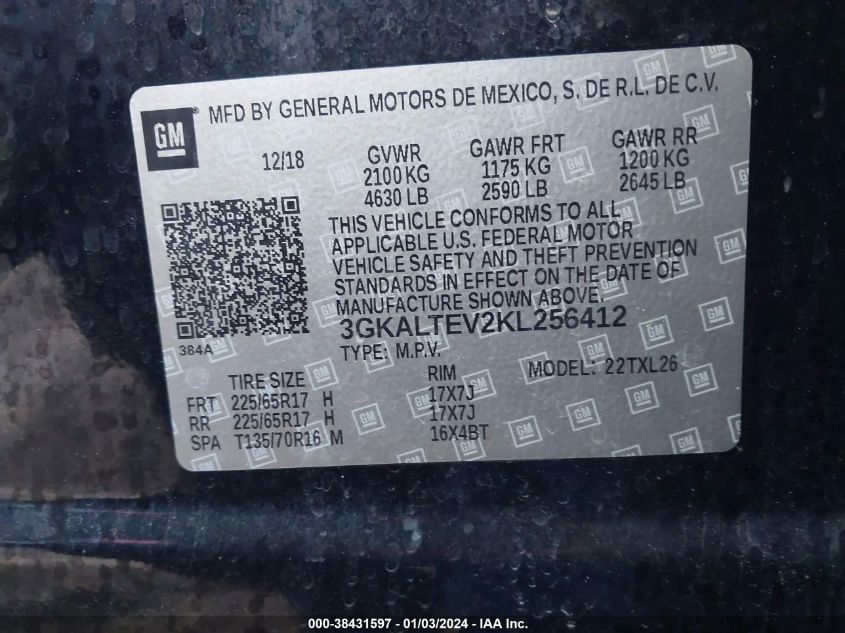 GM ® MFD BY GENERAL MOTORS DE MEXICO, S. DE R.L. DE C.V.
12/18 GVWR GAWR FRT GAWR RR
2100 KG 1175 KG 1200 KG
4630 LB 2590 LB 2645 LB
THIS VEHICLE CONFORMS TO ALL
APPLICABLE U.S. FEDERAL MOTOR
VEHICLE SAFETY AND THEFT PREVENTION
STANDARDS IN EFFECT ON THE DATE OF
MANUFACTURE SHOWN ABOVE.
3GKALTEV2KL256412
384A TYPE: M.P.V. MODEL: 22TXL26
TIRE SIZE RIM
FRT 225/65R17 H 17X7J
RR 225/65R17 H 17X7J
SPA T135/70R16 M 16X4BT
000-38431597 - 01/03/2024 - IAA Inc.